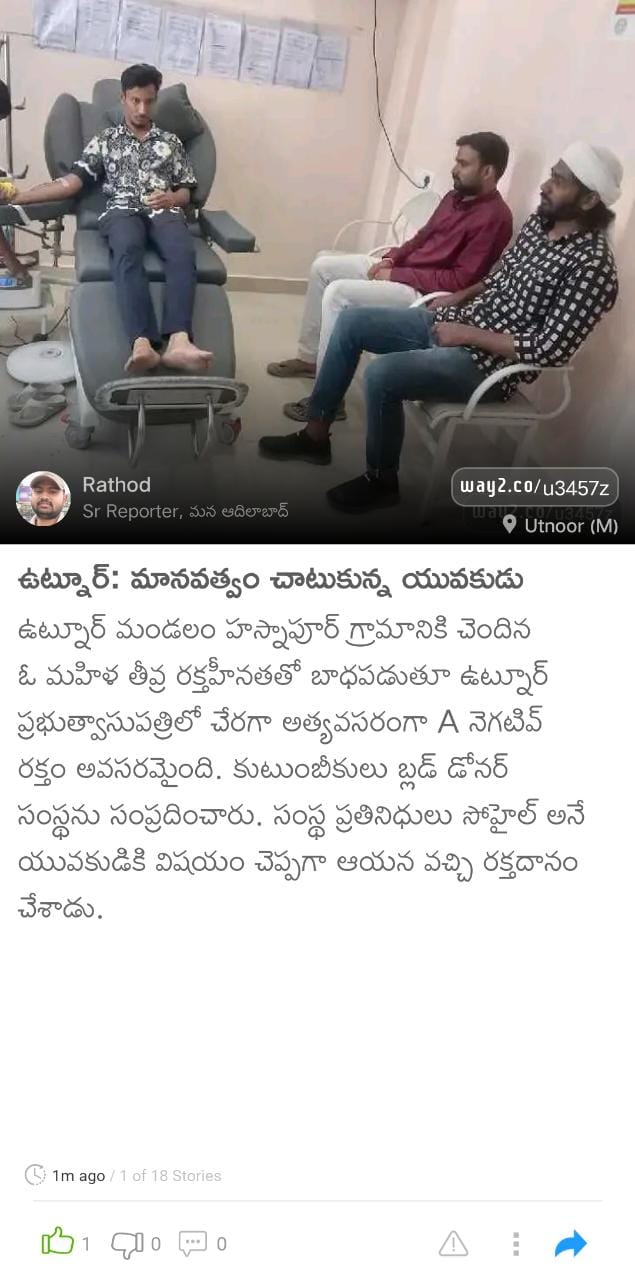 Rathod
Sr Reporter, మన ఆదిలాబాద్
way2.co/u3457z
Utnoor (M)
ఉట్నూర్: మానవత్వం చాటుకున్న యువకుడు
ఉట్నూర్ మండలం హస్నాపూర్ గ్రామానికి చెందిన
ఓ మహిళ తీవ్ర రక్తహీనతతో బాధపడుతూ ఉట్నూర్
ప్రభుత్వాసుపత్రిలో చేరగా అత్యవసరంగా A నెగటివ్
రక్తం అవసరమైంది. కుటుంబీకులు బ్లడ్ డోనర్
సంస్థను సంప్రదించారు. సంస్థ ప్రతినిధులు సోహైల్ అనే
యువకుడికి విషయం చెప్పగా ఆయన వచ్చి రక్తదానం
చేశాడు.
1m ago / 1 of 18 Stories
1 0 0